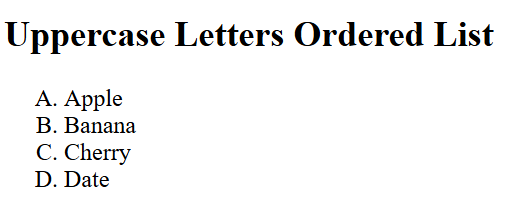 Uppercase Letters Ordered List
A. Apple
B. Banana
C. Cherry
D. Date